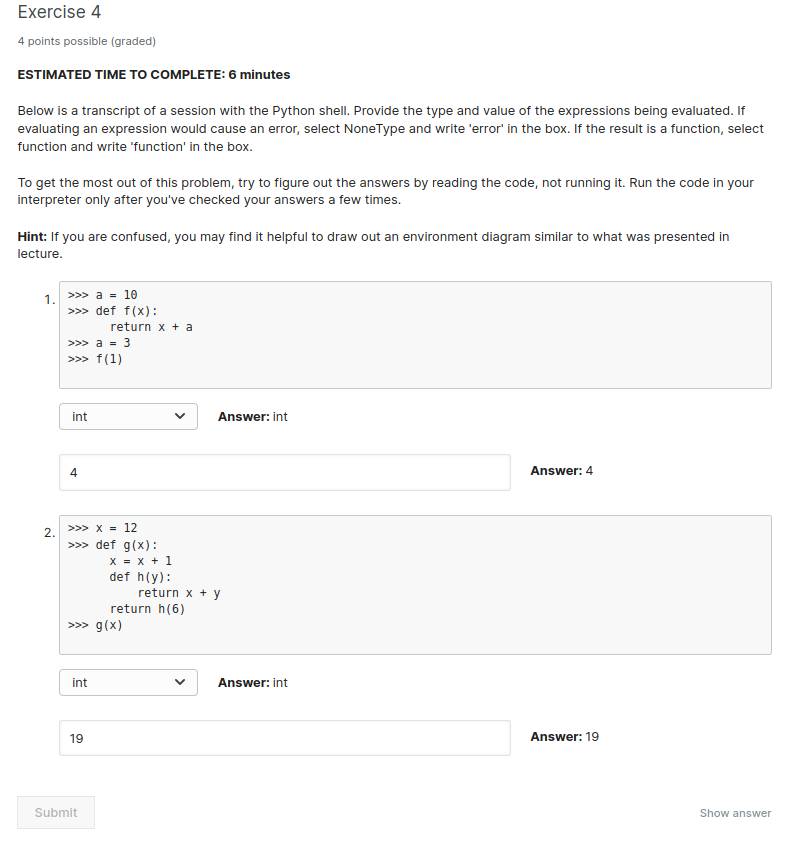 Exercise 4
4 points possible (graded)
ESTIMATED TIME TO COMPLETE: 6 minutes
Below is a transcript of a session with the Python shell. Provide the type and value of the expressions being evaluated. If
evaluating an expression would cause an error, select NoneType and write 'error' in the box. If the result is a function, select
function and write 'function' in the box.
To get the most out of this problem, try to figure out the answers by reading the code, not running it. Run the code in your
interpreter only after you've checked your answers a few times.
Hint: If you are confused, you may find it helpful to draw out an environment diagram similar to what was presented in
lecture.
1. >>> a = 10
>>> def f(x):
      return x + a
>>> a = 3
>>> f(1)
int Answer: int
4 Answer: 4
2. >>> x = 12
>>> def g(x):
      x = x + 1
      def h(y):
          return x + y
      return h(6)
>>> g(x)
int Answer: int
19 Answer: 19
Submit Show answer